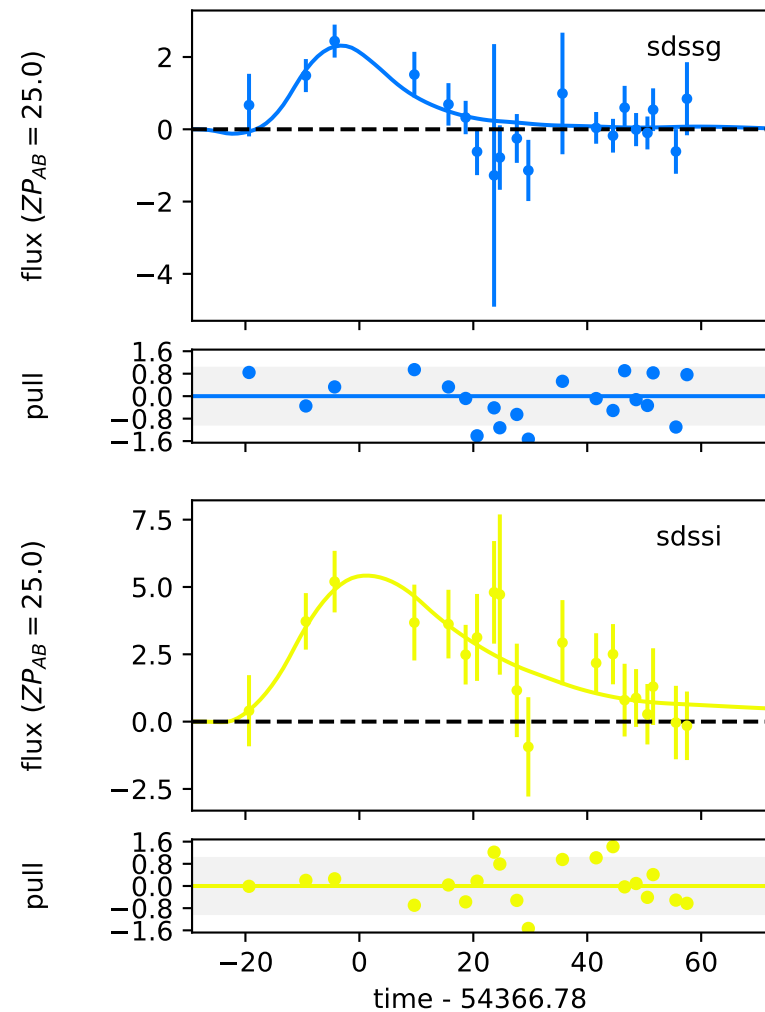 sdssg
flux (ZP_AB = 25.0)
2
0
−2
−4
pull
1.6
0.8
0.0
−0.8
−1.6
sdssi
flux (ZP_AB = 25.0)
7.5
5.0
2.5
0.0
−2.5
pull
1.6
0.8
0.0
−0.8
−1.6
−20 0 20 40 60
time - 54366.78